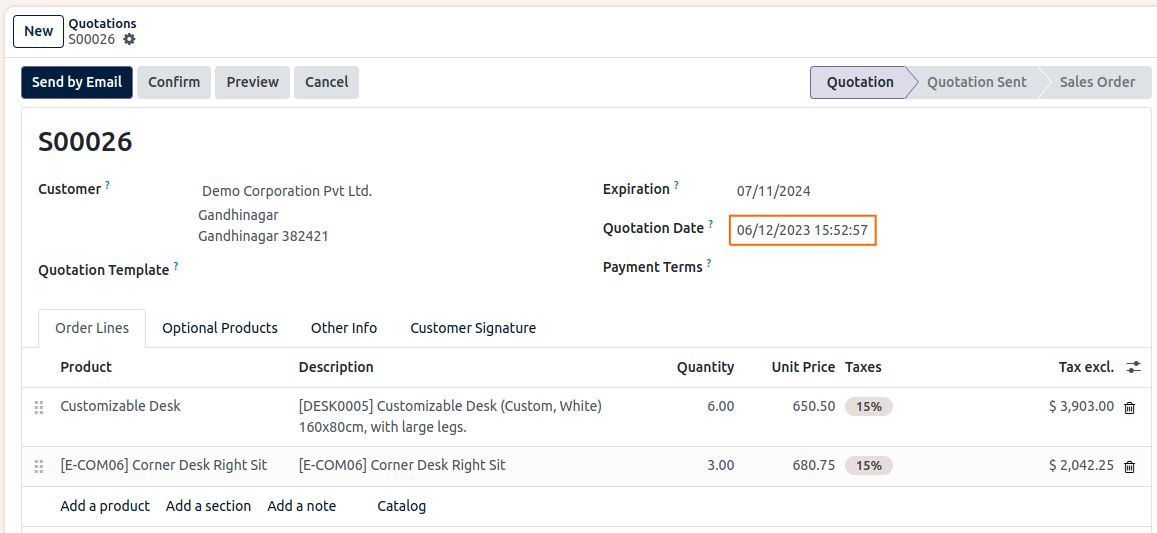 New
Quotations
S00026
Send by Email Confirm Preview Cancel Quotation Quotation Sent Sales Order
S00026
Customer ? Demo Corporation Pvt Ltd.
Gandhinagar
Gandhinagar 382421
Quotation Template ?
Expiration ? 07/11/2024
Quotation Date ? 06/12/2023 15:52:57
Payment Terms ?
Order Lines Optional Products Other Info Customer Signature
Product Description Quantity Unit Price Taxes Tax excl.
Customizable Desk [DESK0005] Customizable Desk (Custom, White) 6.00 650.50 15% $ 3,903.00
160x80cm, with large legs.
[E-COM06] Corner Desk Right Sit [E-COM06] Corner Desk Right Sit 3.00 680.75 15% $ 2,042.25
Add a product Add a section Add a note Catalog